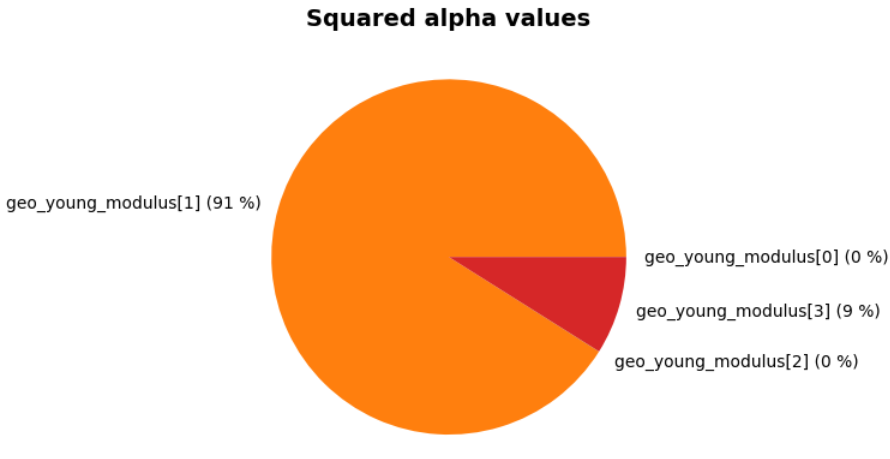 Squared alpha values
geo_young_modulus[1] (91 %)
geo_young_modulus[0] (0 %)
geo_young_modulus[3] (9 %)
geo_young_modulus[2] (0 %)